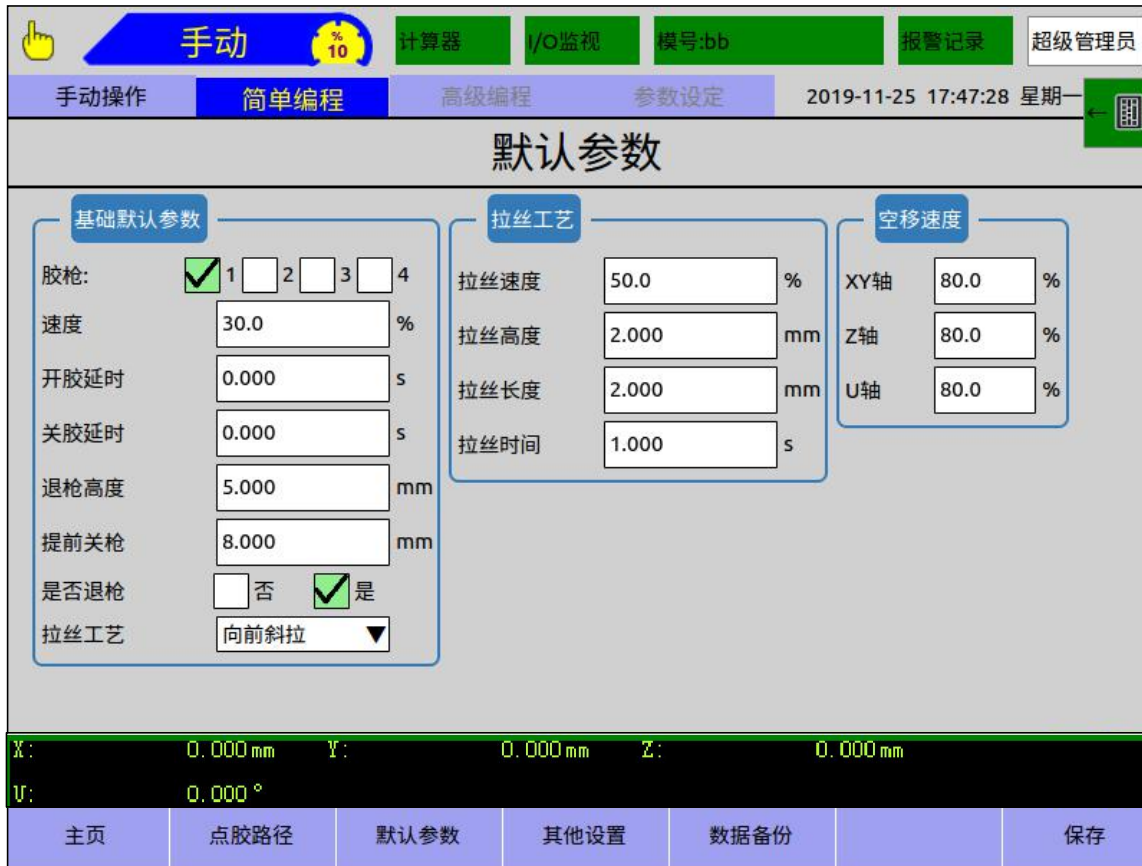 手动 % 10 计算器 I/O监视 模号:bb 报警记录 超级管理员
手动操作 简单编程 高级编程 参数设定 2019-11-25 17:47:28 星期一 ←
默认参数
基础默认参数
胶枪: 1 2 3 4
速度 30.0 %
开胶延时 0.000 s
关胶延时 0.000 s
退枪高度 5.000 mm
提前关枪 8.000 mm
是否退枪 否 是
拉丝工艺 向前斜拉
拉丝工艺
拉丝速度 50.0 %
拉丝高度 2.000 mm
拉丝长度 2.000 mm
拉丝时间 1.000 s
空移速度
XY轴 80.0 %
Z轴 80.0 %
U轴 80.0 %
X: 0.000mm Y: 0.000mm Z: 0.000mm
U: 0.000°
主页 点胶路径 默认参数 其他设置 数据备份 保存